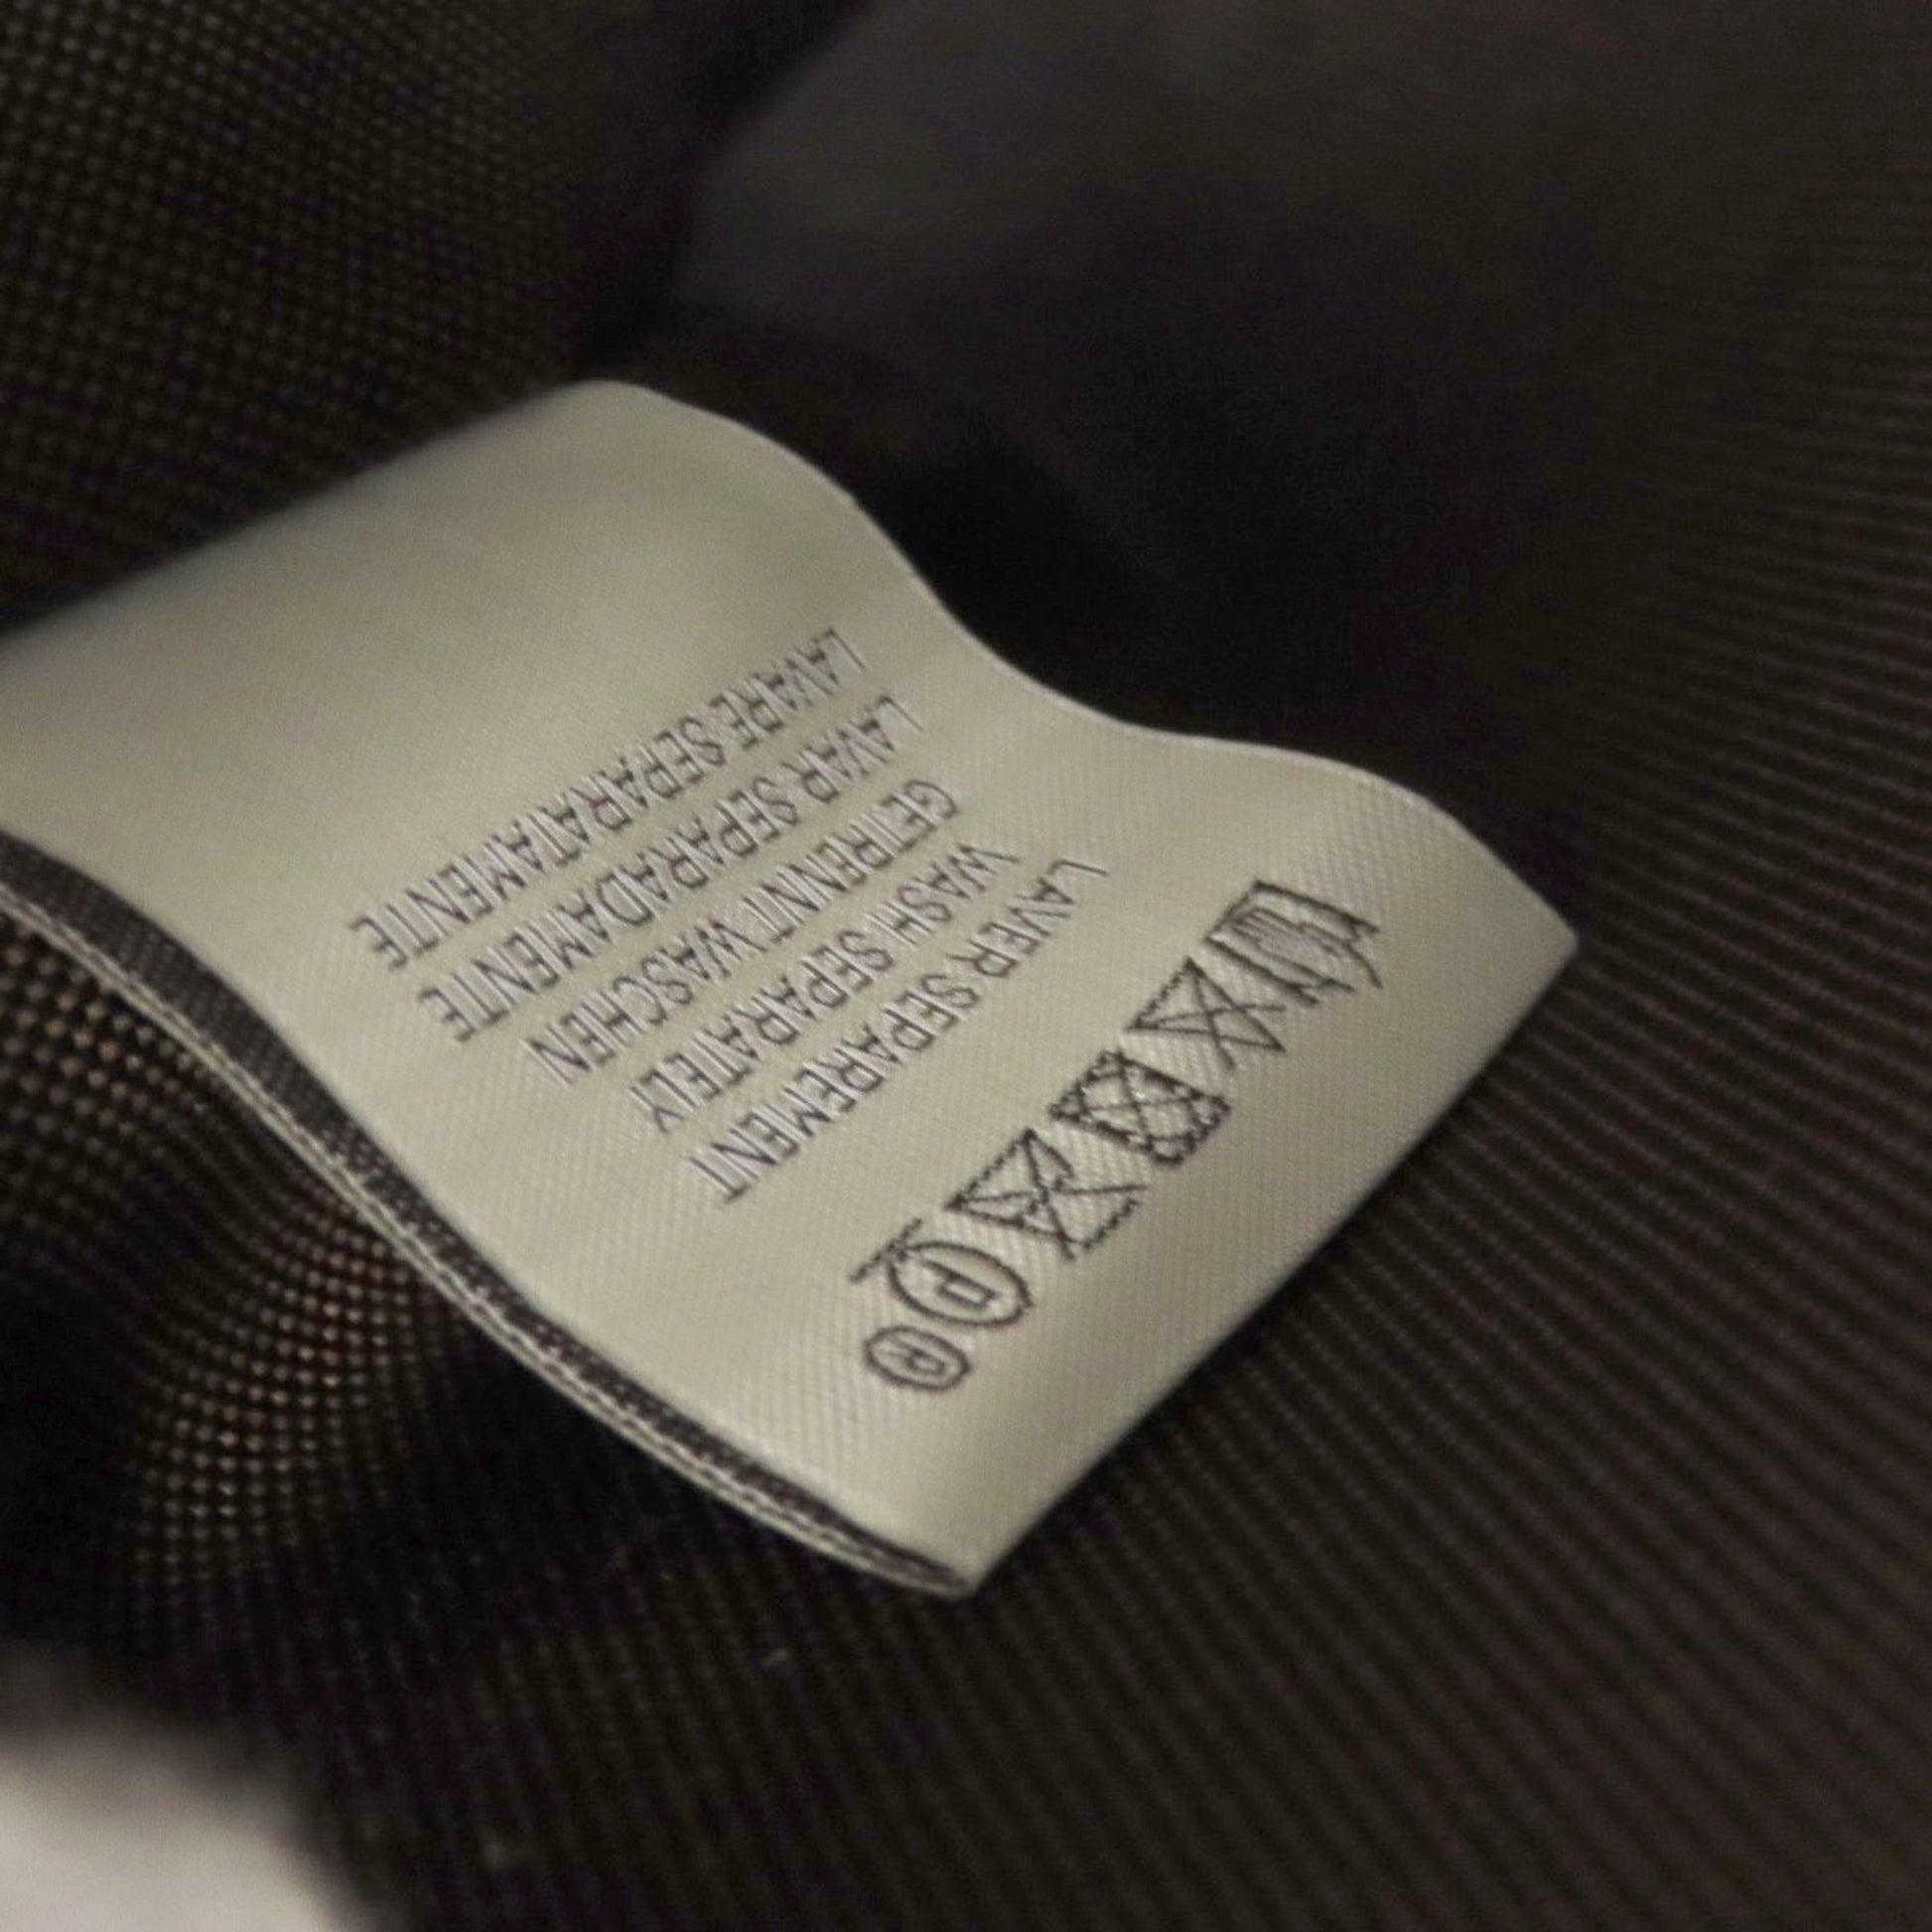 P
®
LAVER SEPAREMENT
WASH SEPARATELY
GETRENNT WASCHEN
LAVAR SEPARADAMENTE
LAVARE SEPARATAMENTE